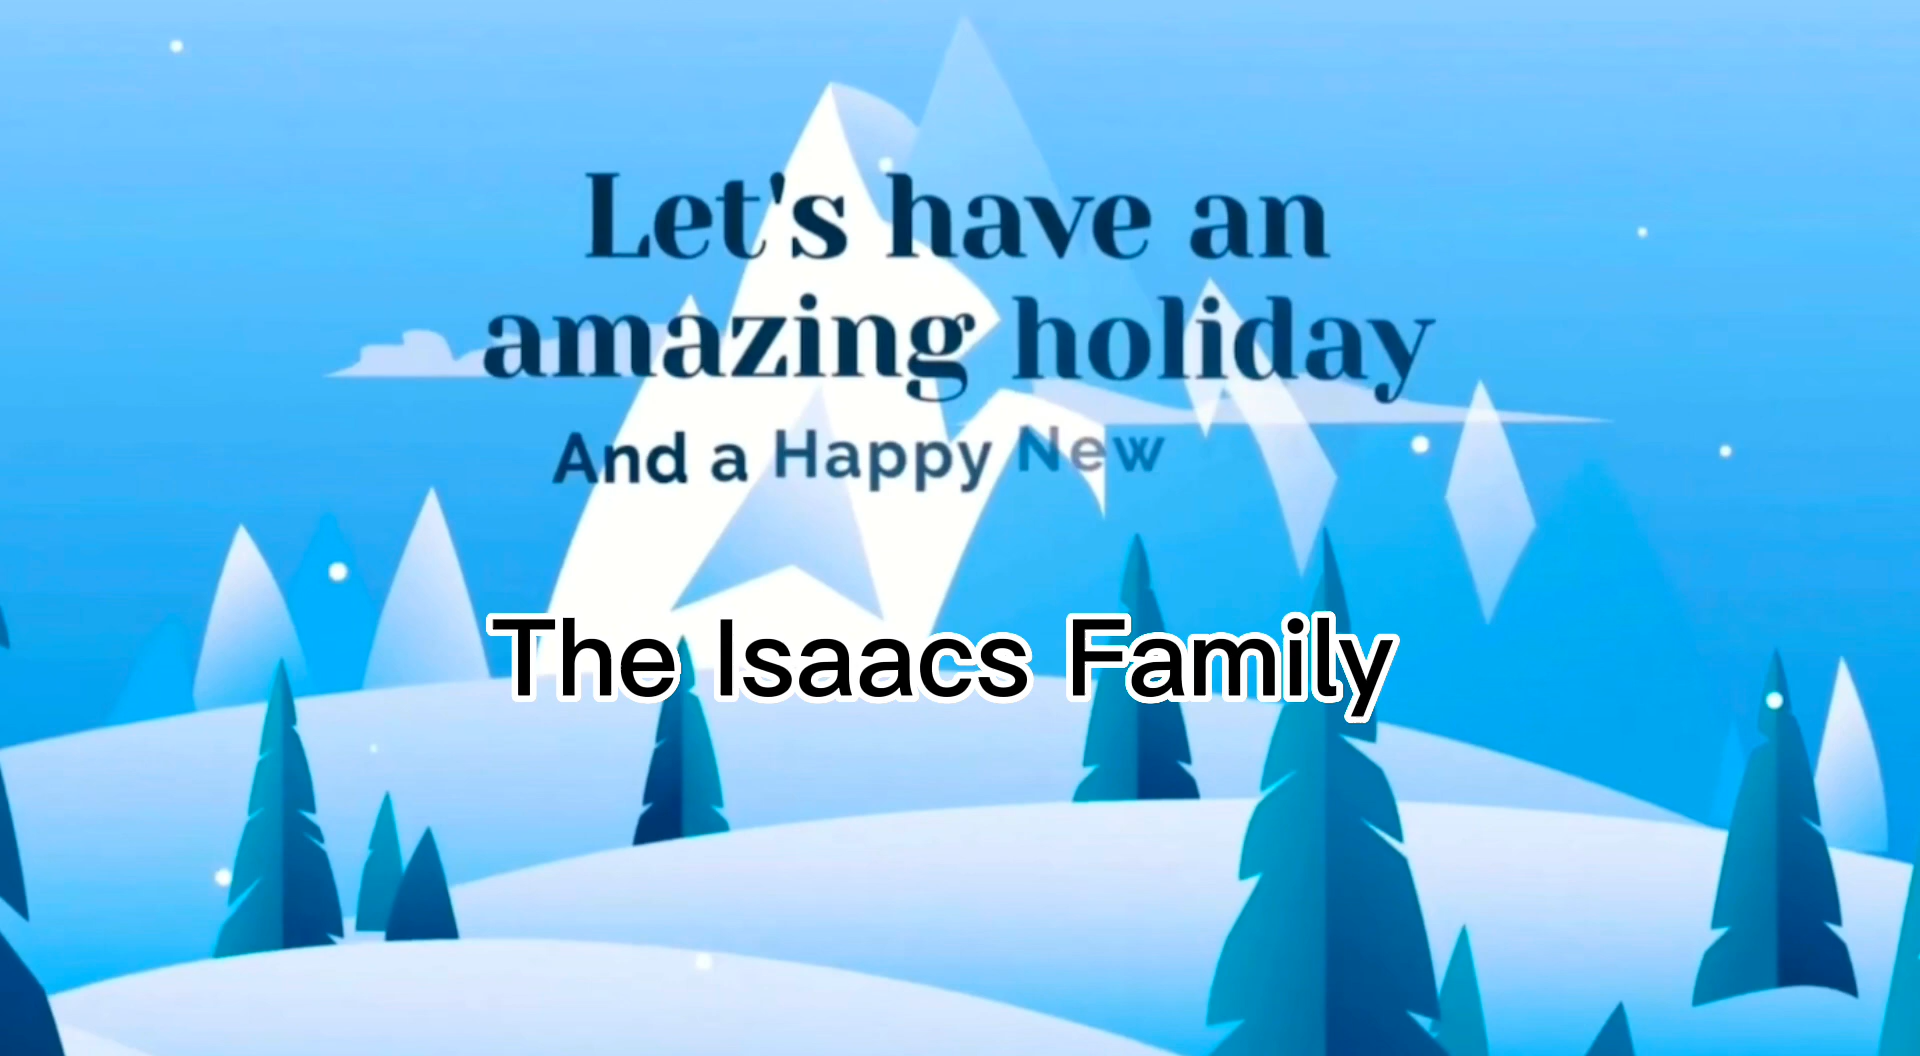 Let's have an
amazing holiday
And a Happy New
The Isaacs Family